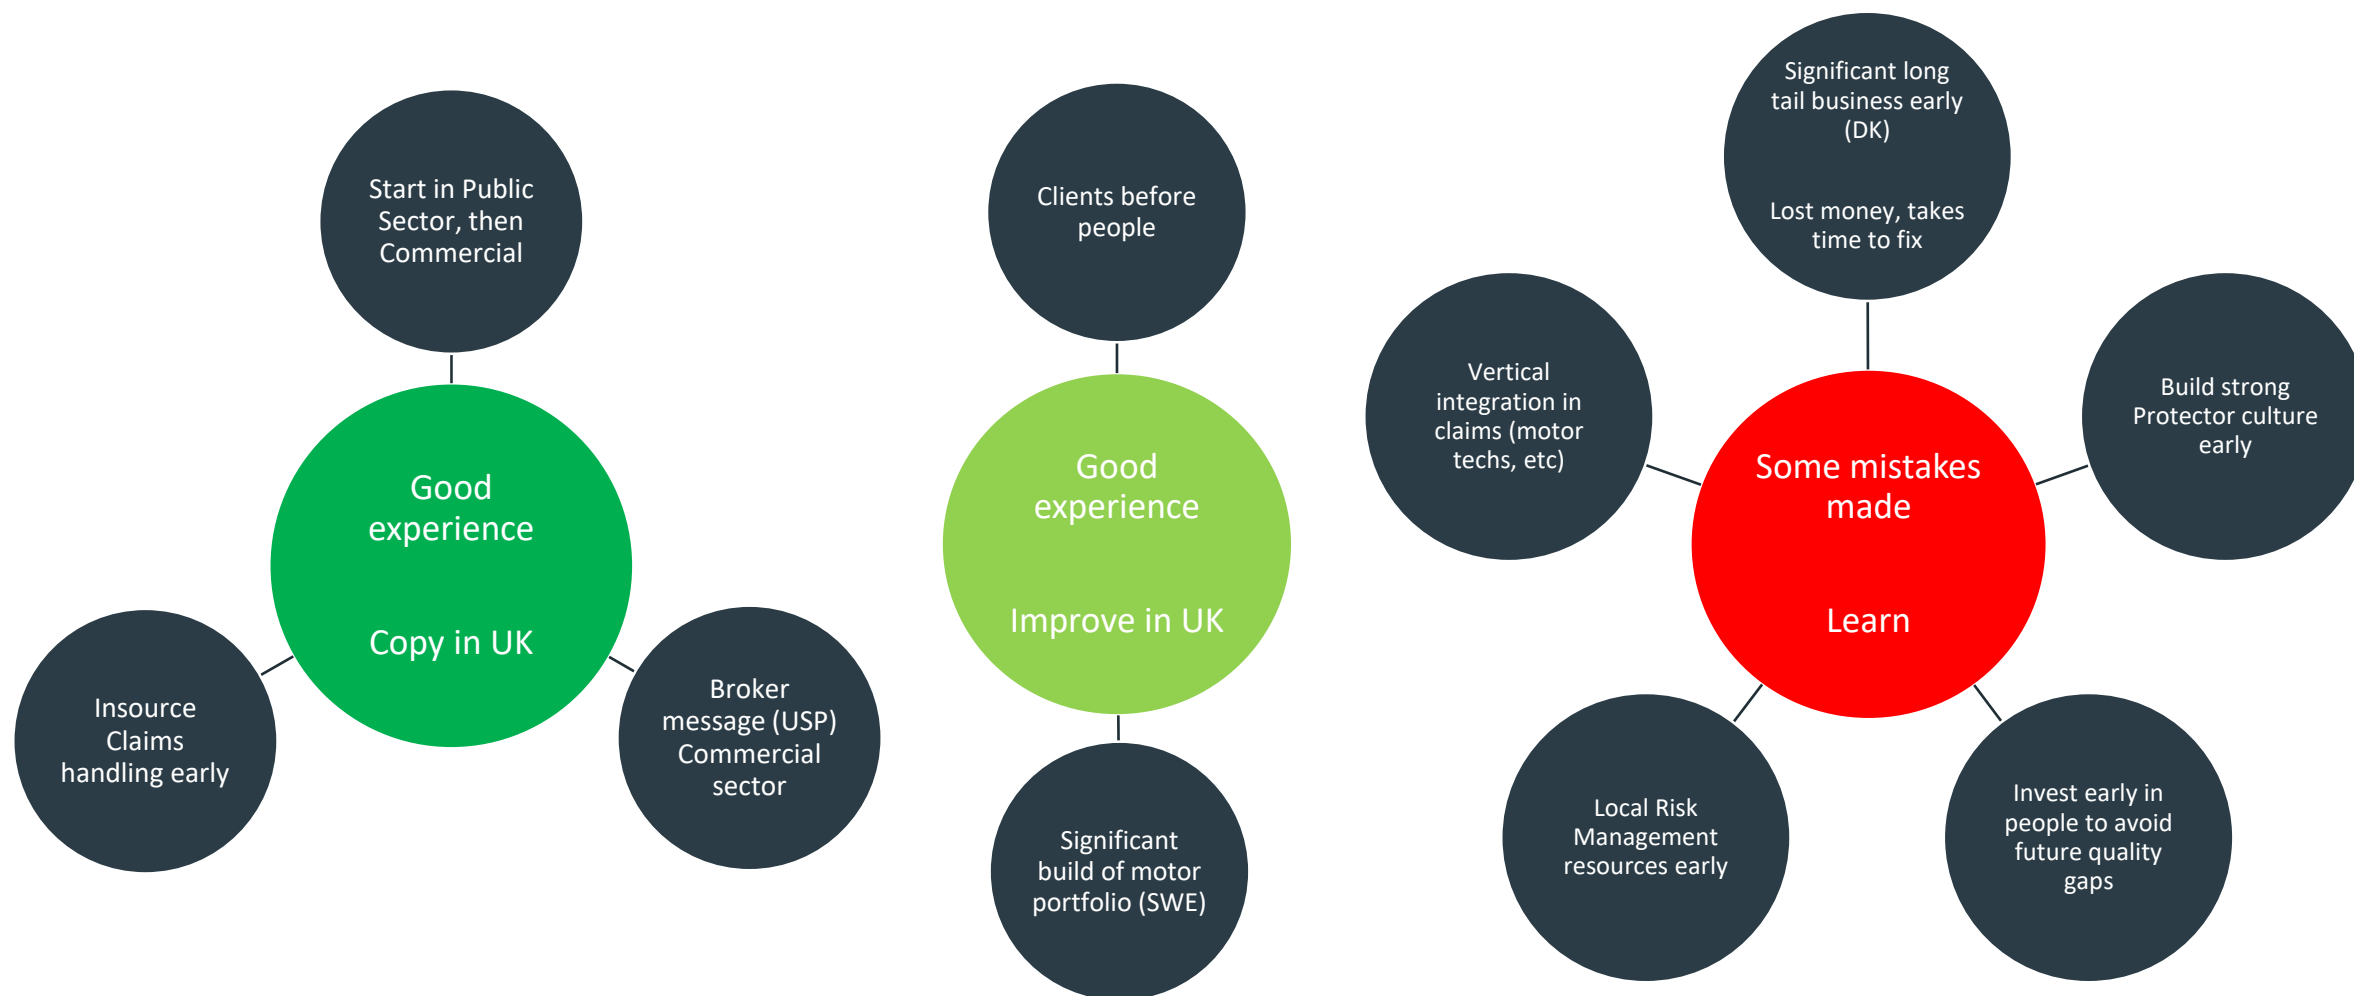 Start in Public
Sector, then
Commercial
Good
experience
Copy in UK
Insource
Claims
handling early
Broker
message (USP)
Commercial
sector
Clients before
people
Good
experience
Improve in UK
Significant
build of motor
portfolio (SWE)
Significant long
tail business early
(DK)
Lost money, takes
time to fix
Vertical
integration in
claims (motor
techs, etc)
Build strong
Protector culture
early
Some mistakes
made
Learn
Local Risk
Management
resources early
Invest early in
people to avoid
future quality
gaps